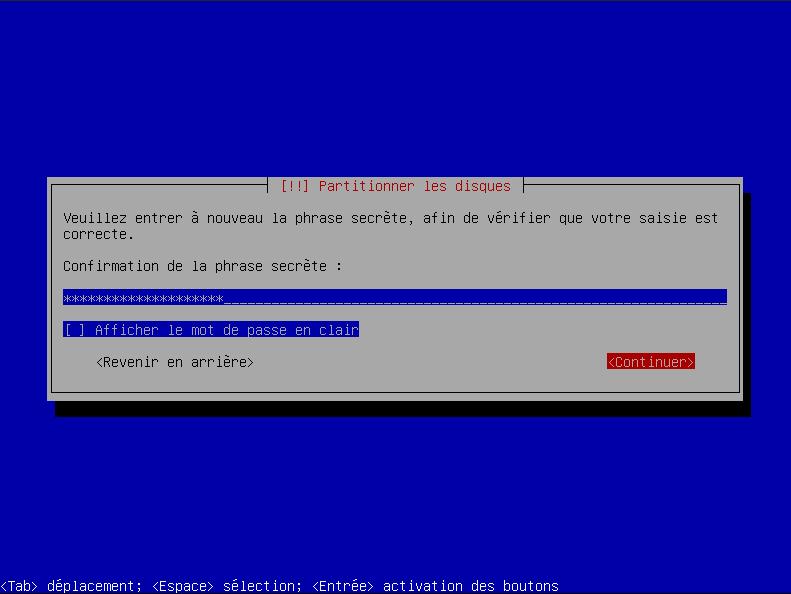 [!!] Partitionner les disques
Veuillez entrer à nouveau la phrase secrète, afin de vérifier que votre saisie est
correcte.
Confirmation de la phrase secrète :
********************
[ ] Afficher le mot de passe en clair
<Revenir en arrière> <Continuer>
<Tab> déplacement; <Espace> sélection; <Entrée> activation des boutons